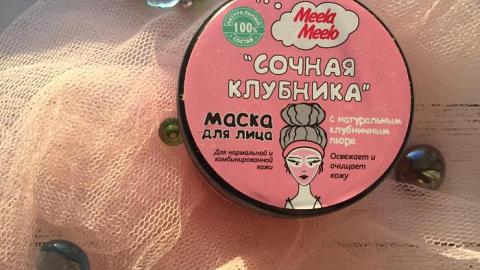 НАТУРАЛЬНЫЙ
100%
СОСТАВ
Meela
Meelo
"СОЧНАЯ
КЛУБНИКА"
МАСКА
ДЛЯ ЛИЦА
Для нормальной и
комбинированной
кожи
с натуральным
клубничным
пюре
Освежает и
очищает
кожу